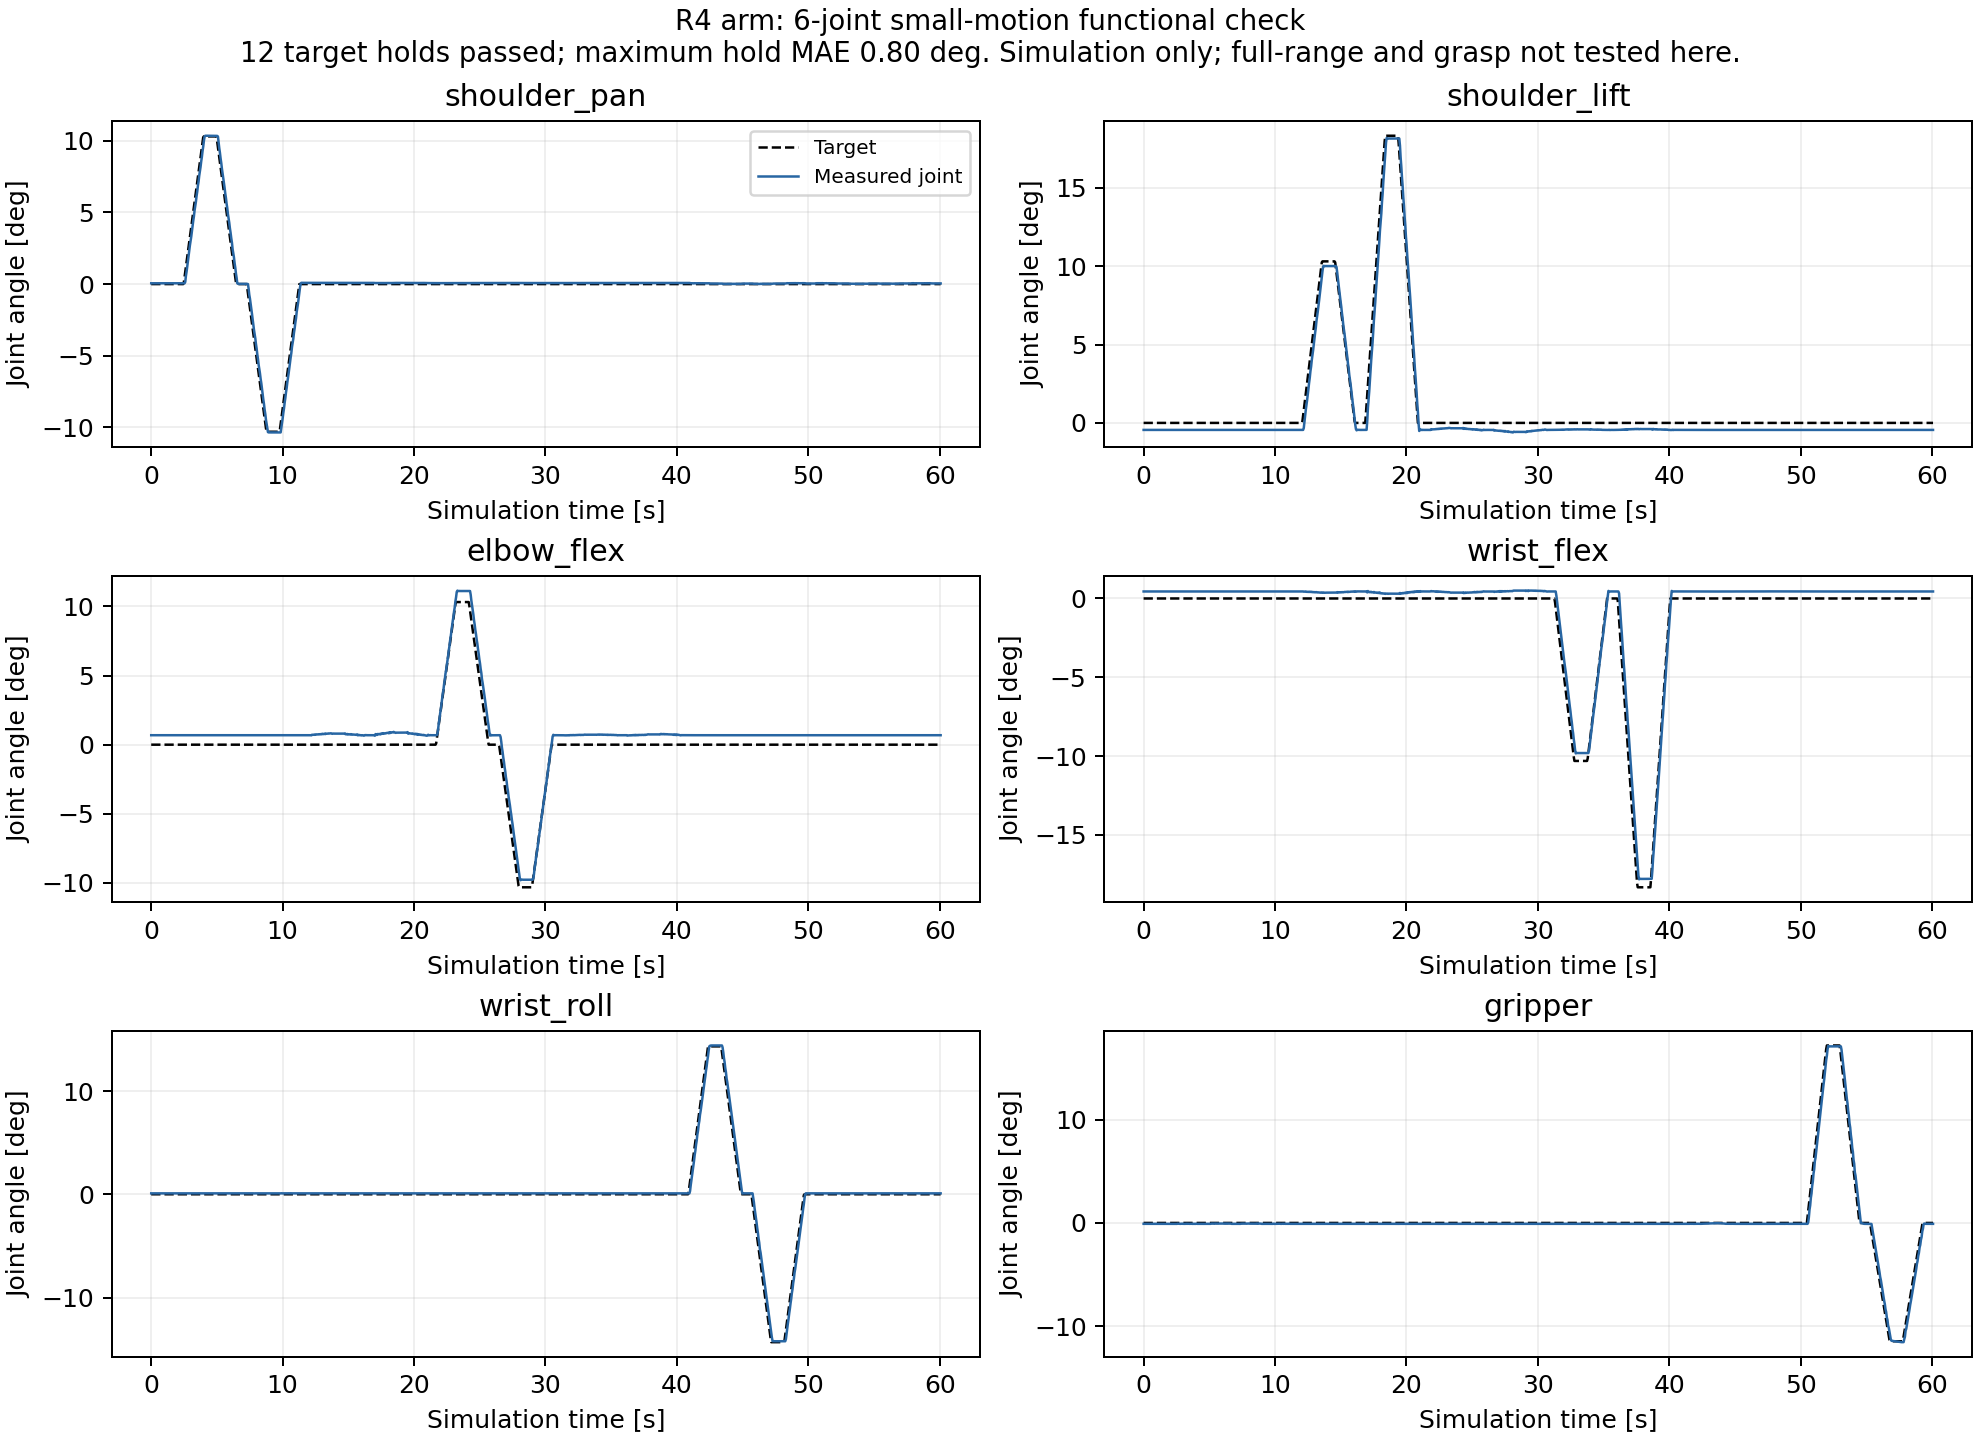 R4 arm: 6-joint small-motion functional check
12 target holds passed; maximum hold MAE 0.80 deg. Simulation only; full-range and grasp not tested here.
shoulder_pan
Joint angle [deg]
10
5
0
−5
−10
Target
Measured joint
0 10 20 30 40 50 60
Simulation time [s]
shoulder_lift
Joint angle [deg]
15
10
5
0
0 10 20 30 40 50 60
Simulation time [s]
elbow_flex
Joint angle [deg]
10
5
0
−5
−10
0 10 20 30 40 50 60
Simulation time [s]
wrist_flex
Joint angle [deg]
0
−5
−10
−15
0 10 20 30 40 50 60
Simulation time [s]
wrist_roll
Joint angle [deg]
10
0
−10
0 10 20 30 40 50 60
Simulation time [s]
gripper
Joint angle [deg]
10
0
−10
0 10 20 30 40 50 60
Simulation time [s]